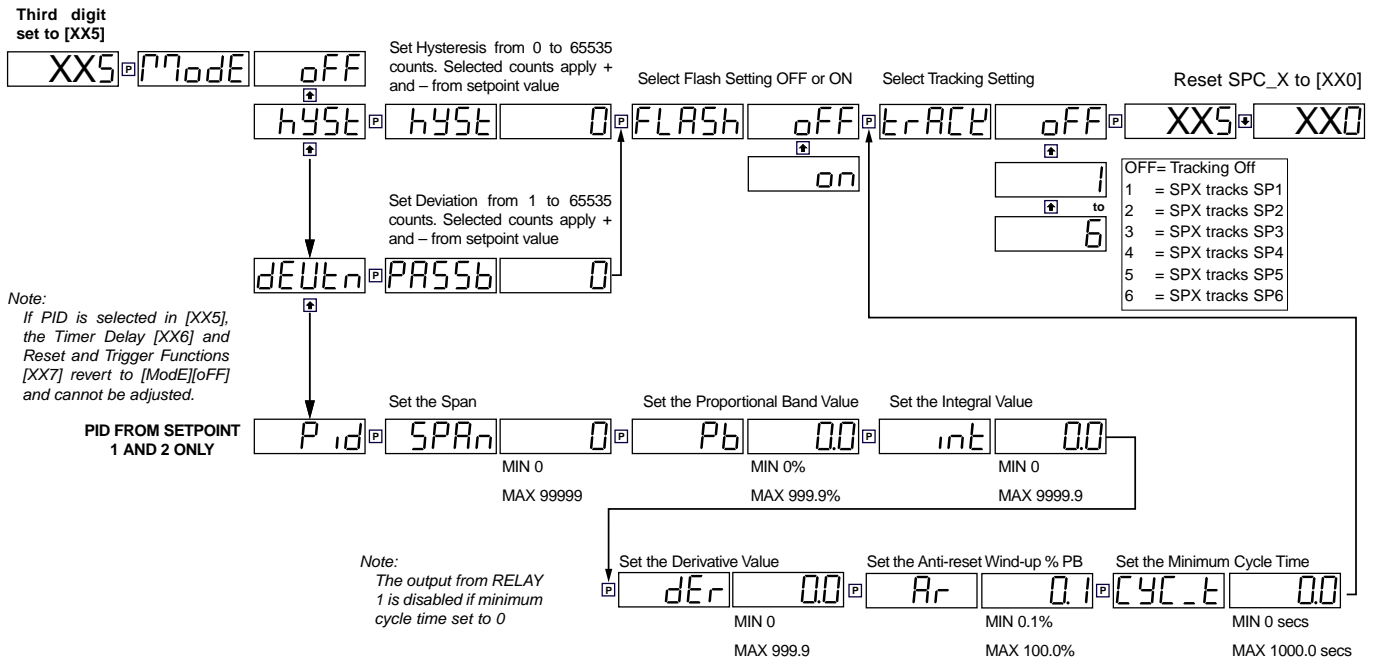 Third digit
set to [XX5]
XX5 P ModE oFF
Set Hysteresis from 0 to 65535
counts. Selected counts apply +
and – from setpoint value
Select Flash Setting OFF or ON
Select Tracking Setting
Reset SPC_X to [XX0]
hYSt P hYSt 0 P FLASh oFF P trACK oFF P XX5 XX0
on
1
to
6
OFF= Tracking Off
1 = SPX tracks SP1
2 = SPX tracks SP2
3 = SPX tracks SP3
4 = SPX tracks SP4
5 = SPX tracks SP5
6 = SPX tracks SP6
Set Deviation from 1 to 65535
counts. Selected counts apply +
and – from setpoint value
dEUtn P PASSb 0
Note:
If PID is selected in [XX5],
the Timer Delay [XX6] and
Reset and Trigger Functions
[XX7] revert to [ModE][oFF]
and cannot be adjusted.
PID FROM SETPOINT
1 AND 2 ONLY
Set the Span
Set the Proportional Band Value
Set the Integral Value
Pid P SPAn 0 P Pb 0.0 P int 0.0
MIN 0
MAX 99999
MIN 0%
MAX 999.9%
MIN 0
MAX 9999.9
Note:
The output from RELAY
1 is disabled if minimum
cycle time set to 0
Set the Derivative Value
Set the Anti-reset Wind-up % PB
Set the Minimum Cycle Time
P dEr 0.0 P Ar 0.1 P CYC_t 0.0
MIN 0
MAX 999.9
MIN 0.1%
MAX 100.0%
MIN 0 secs
MAX 1000.0 secs